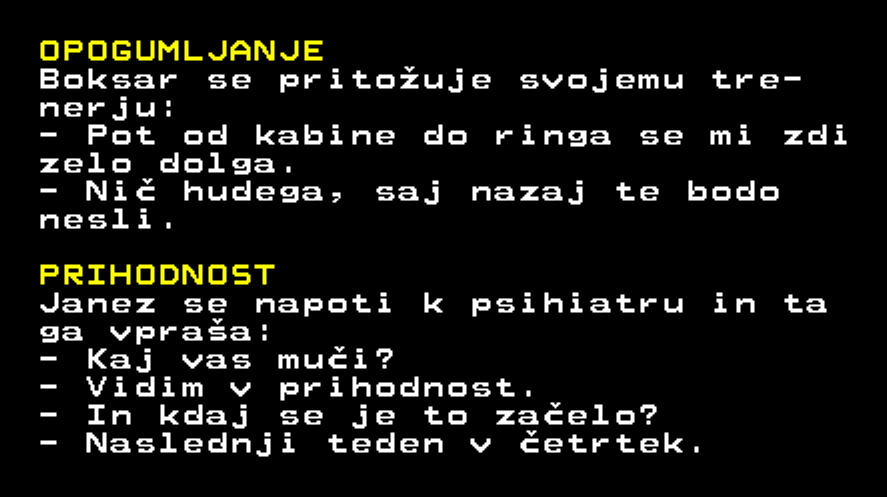 OPOGUMLJANJE
Boksar se pritožuje svojemu tre-
nerju:
- Pot od kabine do ringa se mi zdi
zelo dolga.
- Nič hudega, saj nazaj te bodo
nesli.
PRIHODNOST
Janez se napoti k psihiatru in ta
ga vpraša:
- Kaj vas muči?
- Vidim v prihodnost.
- In kdaj se je to začelo?
- Naslednji teden v četrtek.